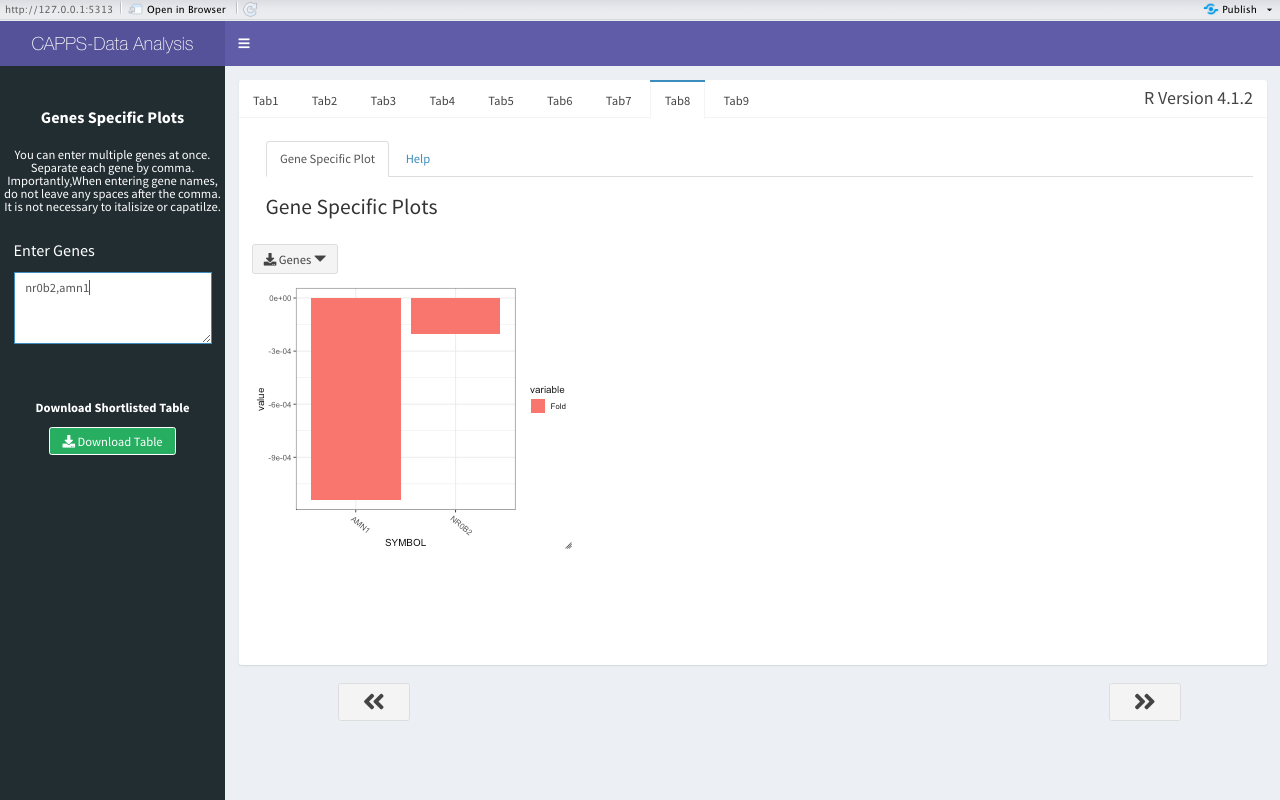 http://127.0.0.1:5313
Open in Browser
Publish
CAPPS-Data Analysis
Genes Specific Plots
You can enter multiple genes at once.
Separate each gene by comma.
Importantly,When entering gene names,
do not leave any spaces after the comma.
It is not necessary to italisize or capatilze.
Enter Genes
nr0b2,amn1
Download Shortlisted Table
Download Table
Tab1 Tab2 Tab3 Tab4 Tab5 Tab6 Tab7 Tab8 Tab9
R Version 4.1.2
Gene Specific Plot
Help
Gene Specific Plots
Genes
0e+00
-3e-04
-6e-04
-9e-04
value
AMN1
NR0B2
SYMBOL
variable
Fold